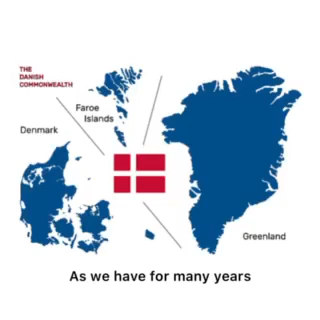 THE
DANISH
COMMONWEALTH
Faroe
Islands
Denmark
Greenland
As we have for many years